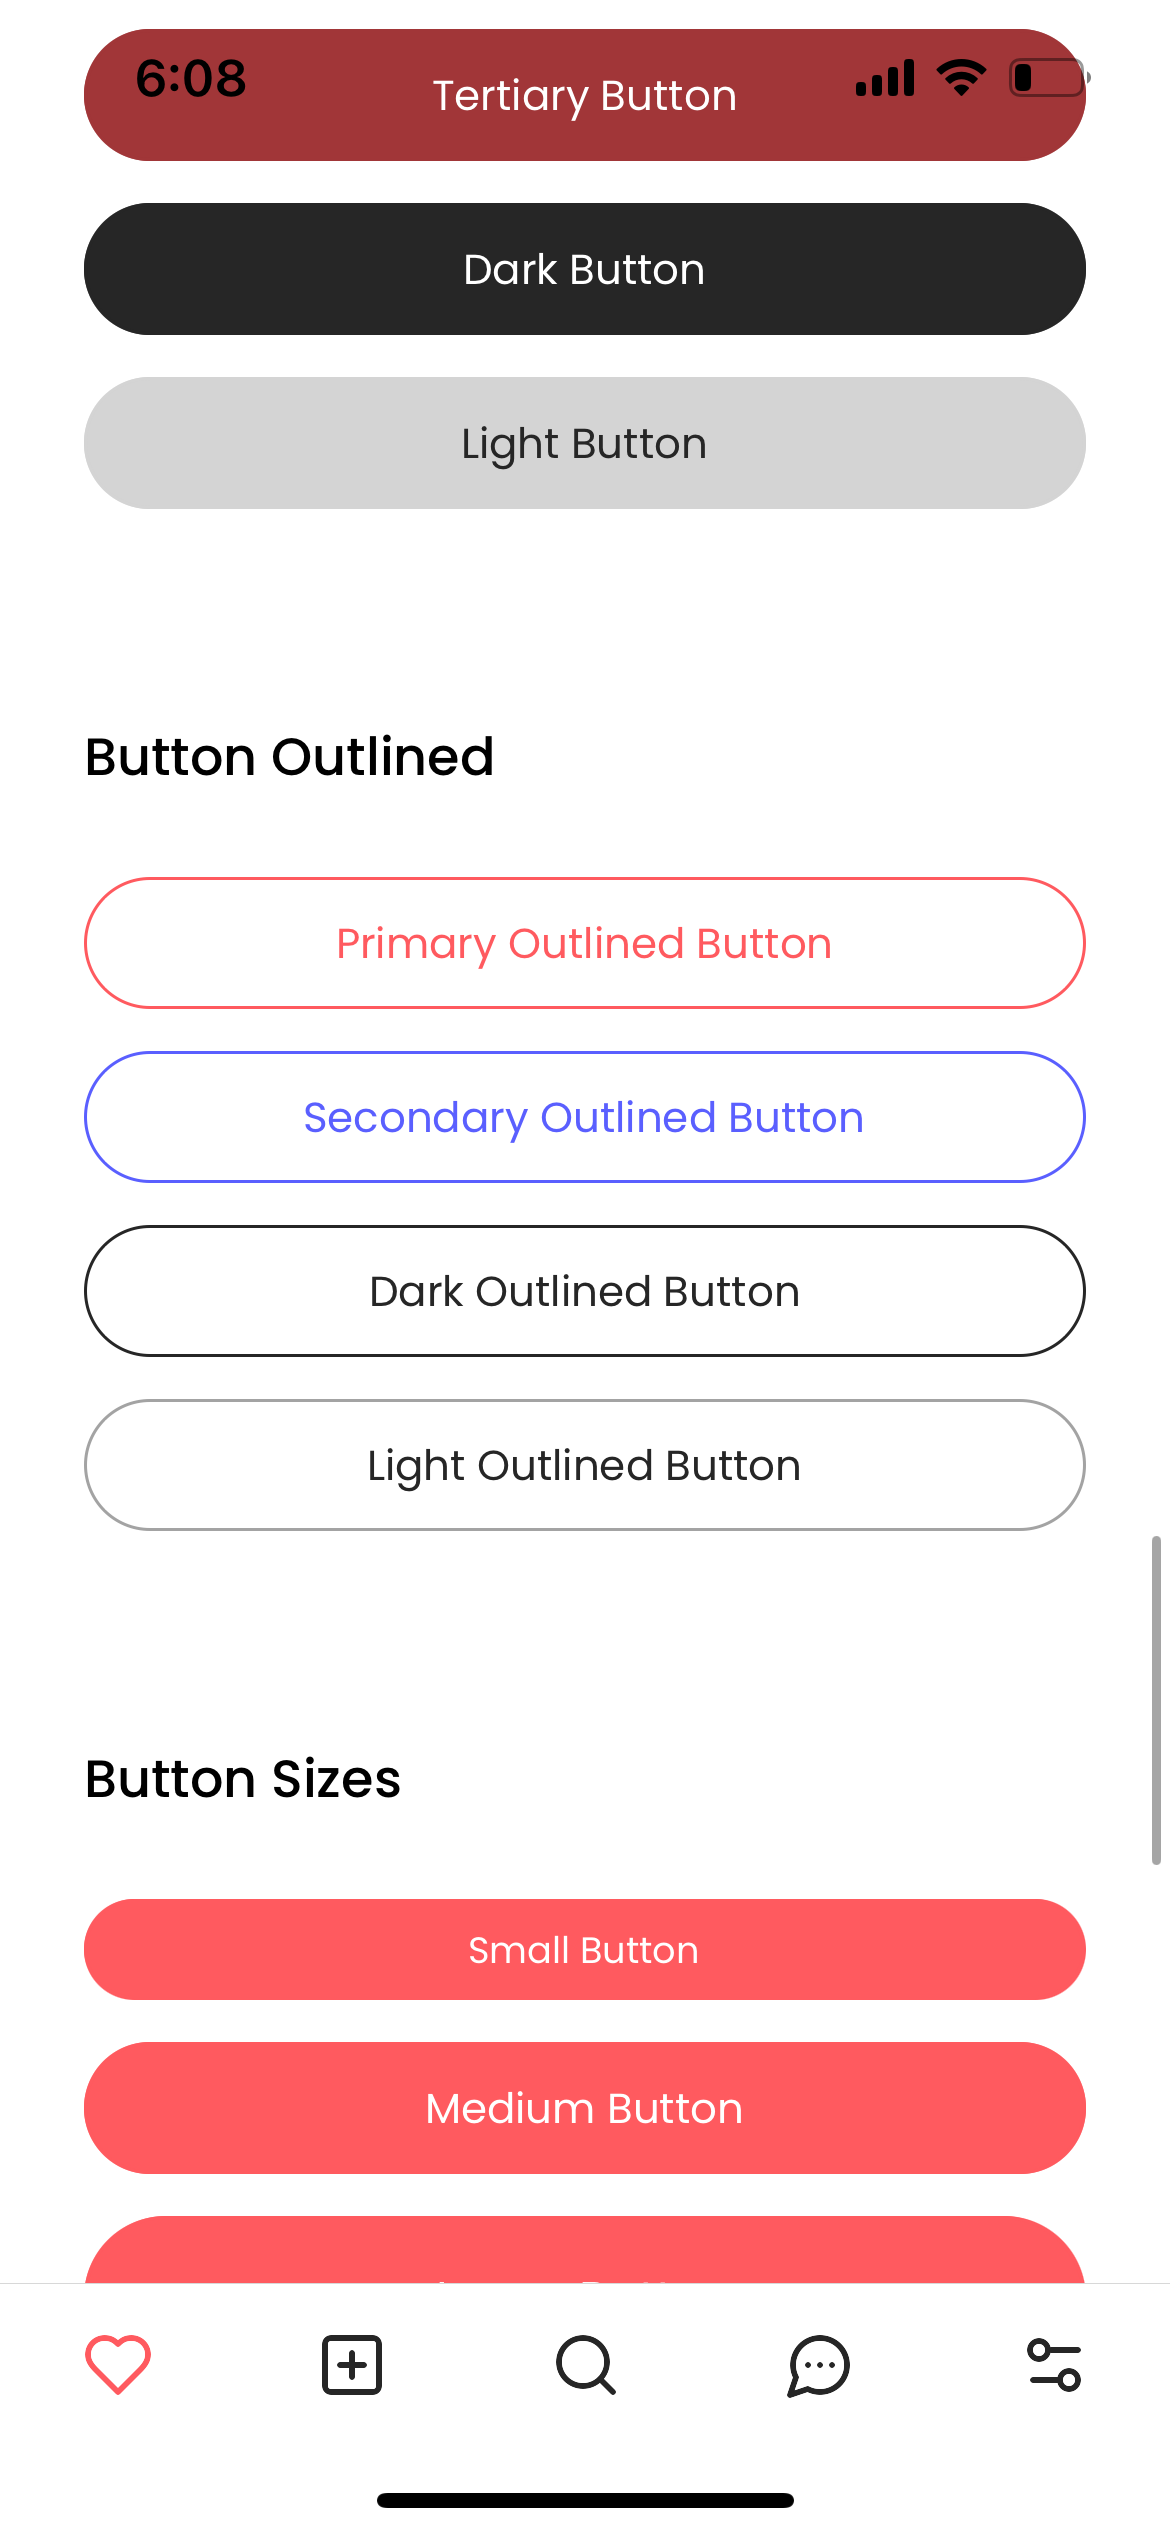 6:08
Tertiary Button
Dark Button
Light Button
Button Outlined
Primary Outlined Button
Secondary Outlined Button
Dark Outlined Button
Light Outlined Button
Button Sizes
Small Button
Medium Button